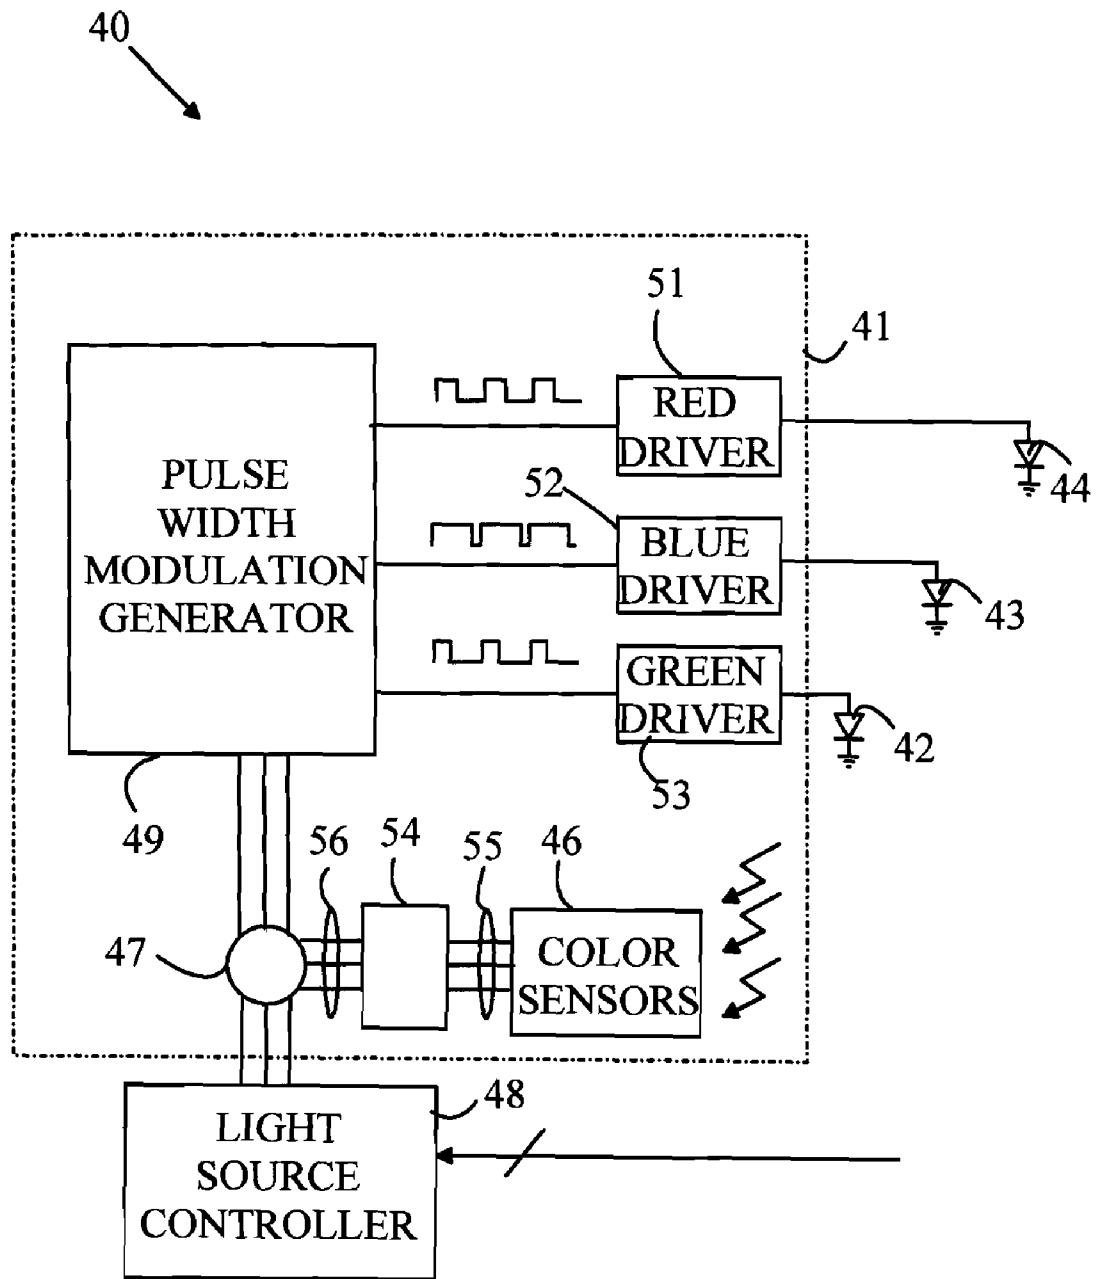 40
51
41
RED
DRIVER
44
PULSE
WIDTH
MODULATION
GENERATOR
52
BLUE
DRIVER
43
GREEN
DRIVER
42
53
49
56
54
55
46
47
COLOR
SENSORS
48
LIGHT
SOURCE
CONTROLLER